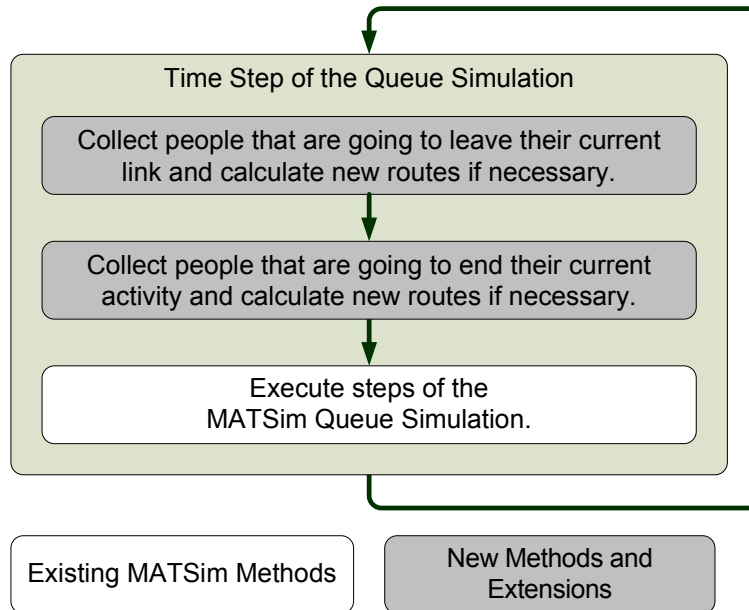 Time Step of the Queue Simulation
Collect people that are going to leave their current
link and calculate new routes if necessary.
Collect people that are going to end their current
activity and calculate new routes if necessary.
Execute steps of the
MATSim Queue Simulation.
Existing MATSim Methods
New Methods and
Extensions